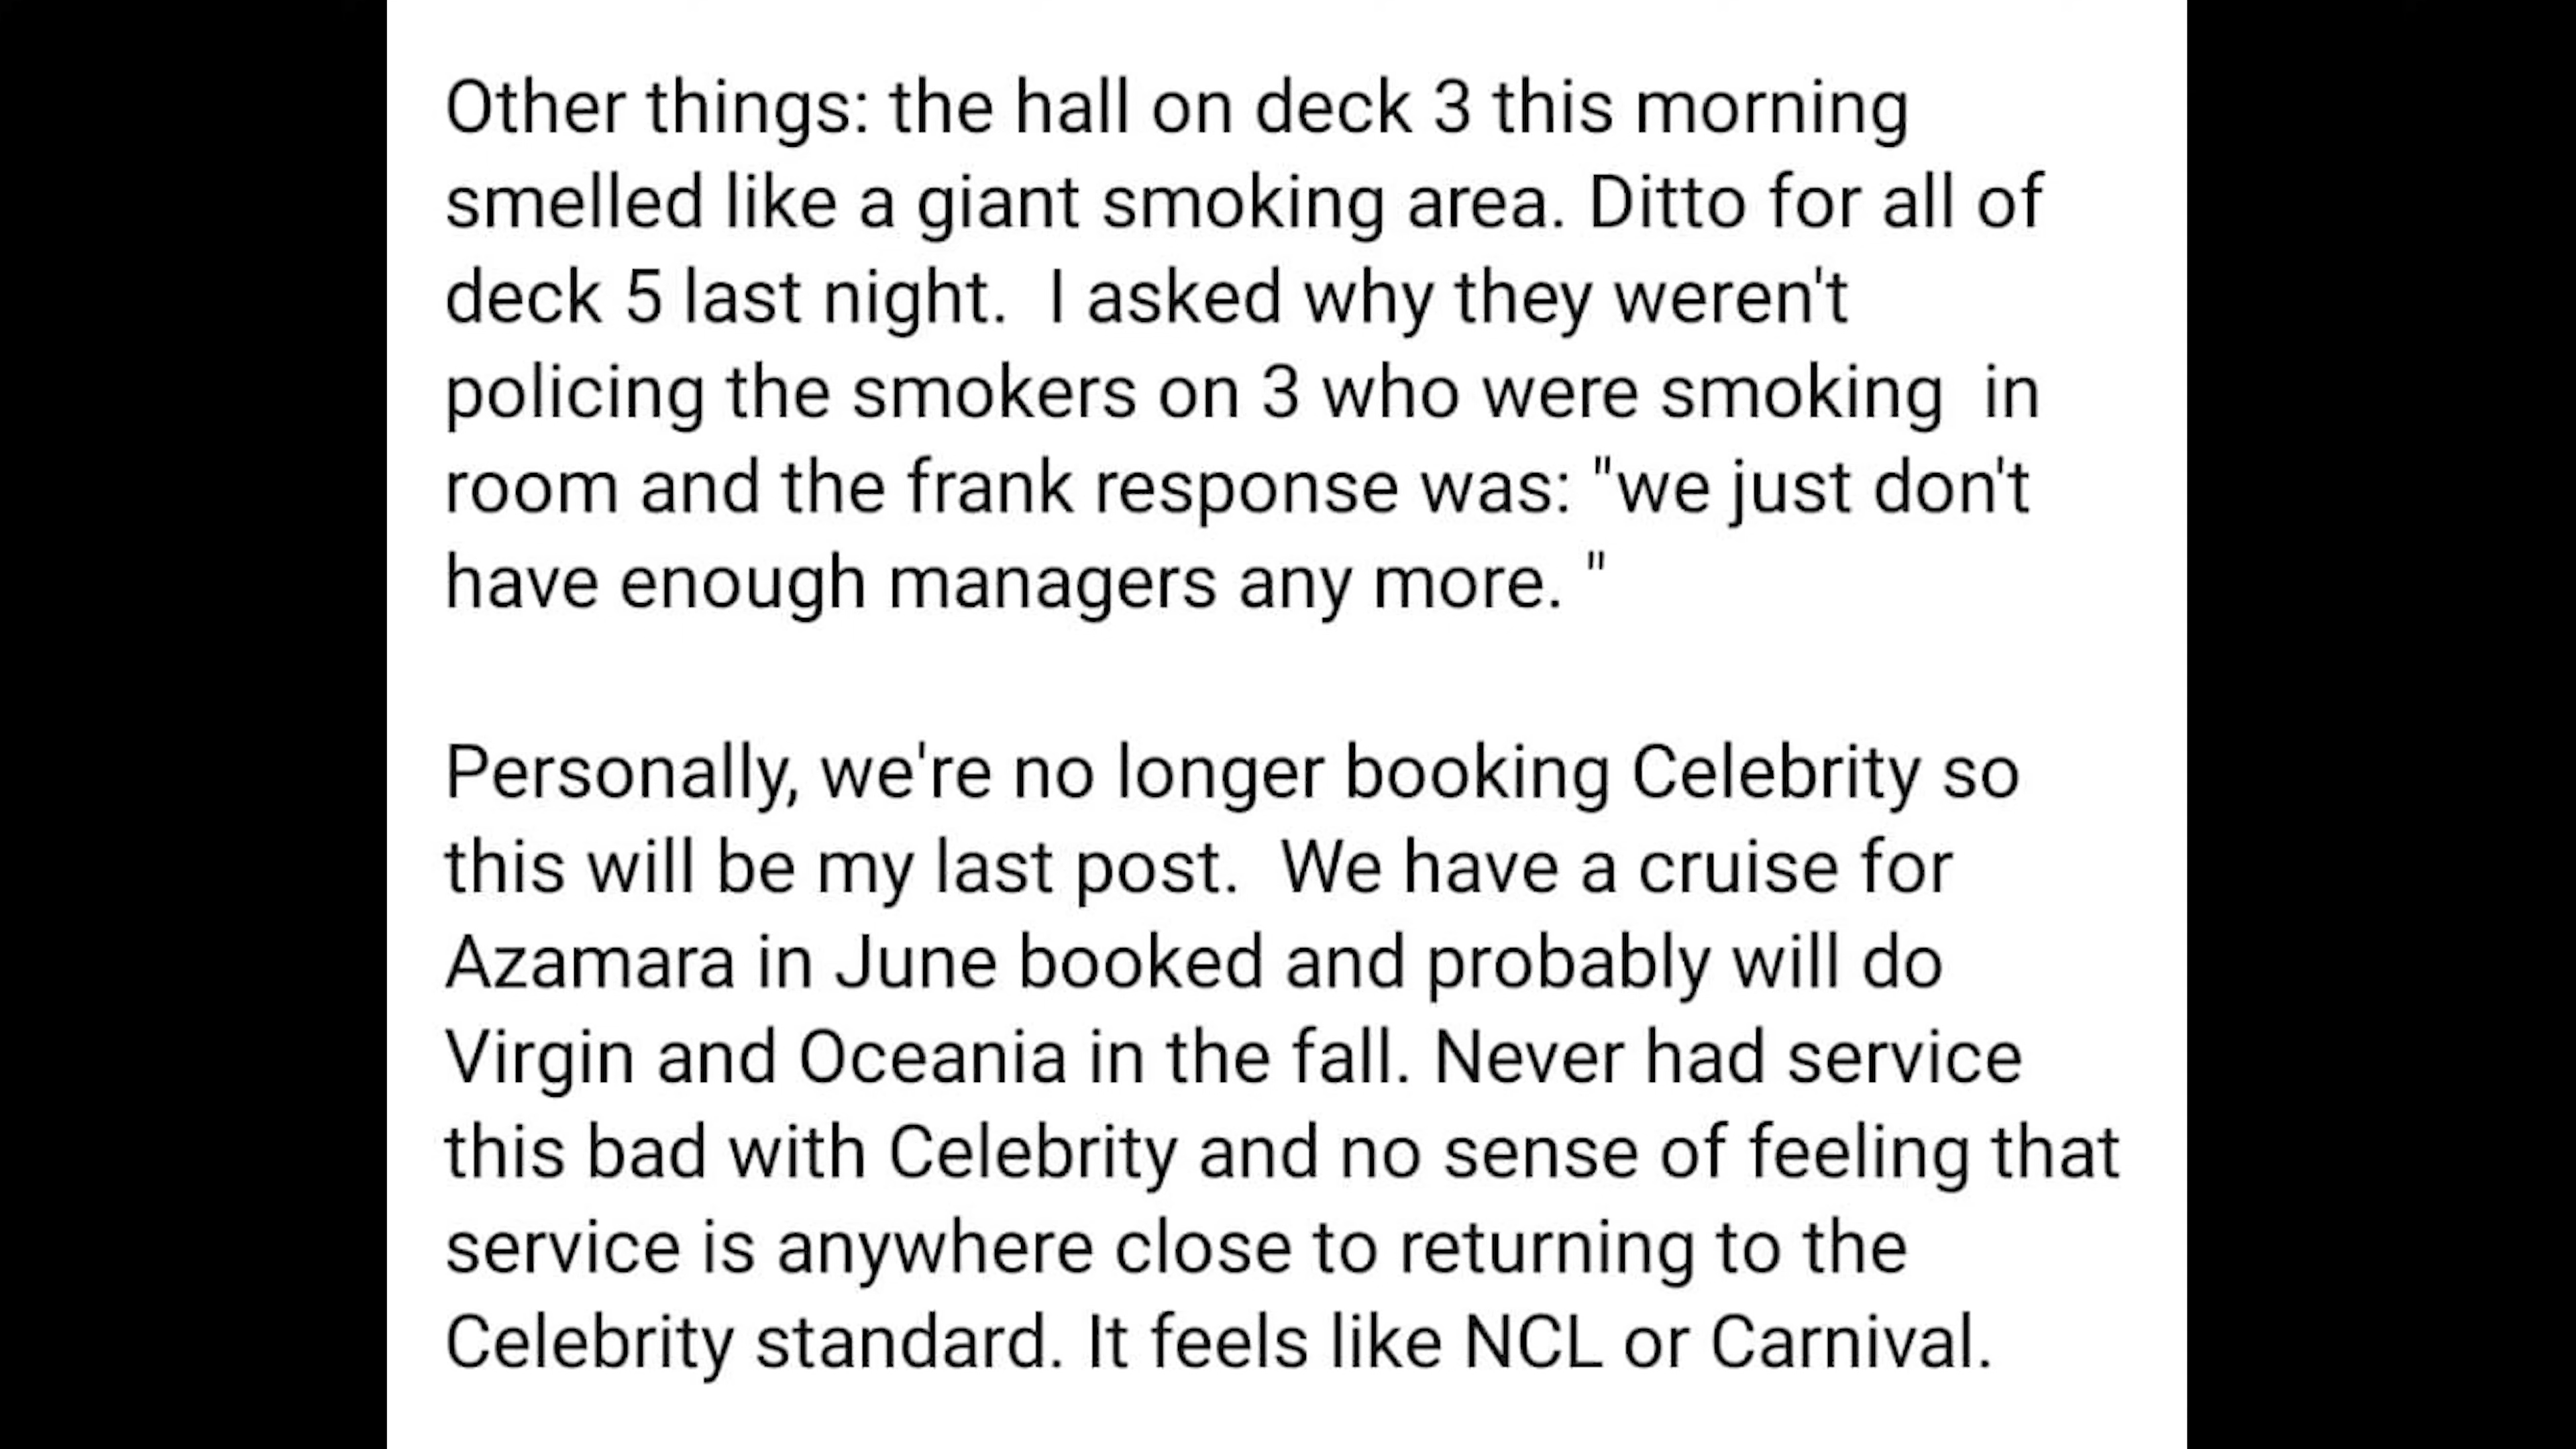 Other things: the hall on deck 3 this morning
smelled like a giant smoking area. Ditto for all of
deck 5 last night.  I asked why they weren't
policing the smokers on 3 who were smoking  in
room and the frank response was: "we just don't
have enough managers any more. "
Personally, we're no longer booking Celebrity so
this will be my last post.  We have a cruise for
Azamara in June booked and probably will do
Virgin and Oceania in the fall. Never had service
this bad with Celebrity and no sense of feeling that
service is anywhere close to returning to the
Celebrity standard. It feels like NCL or Carnival.